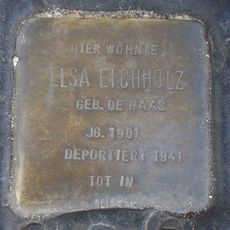 HIER WOHNTE
ELSA EICHHOLZ
GEB. DE HAAS
JG. 1901
DEPORTIERT 1941
TOT IN